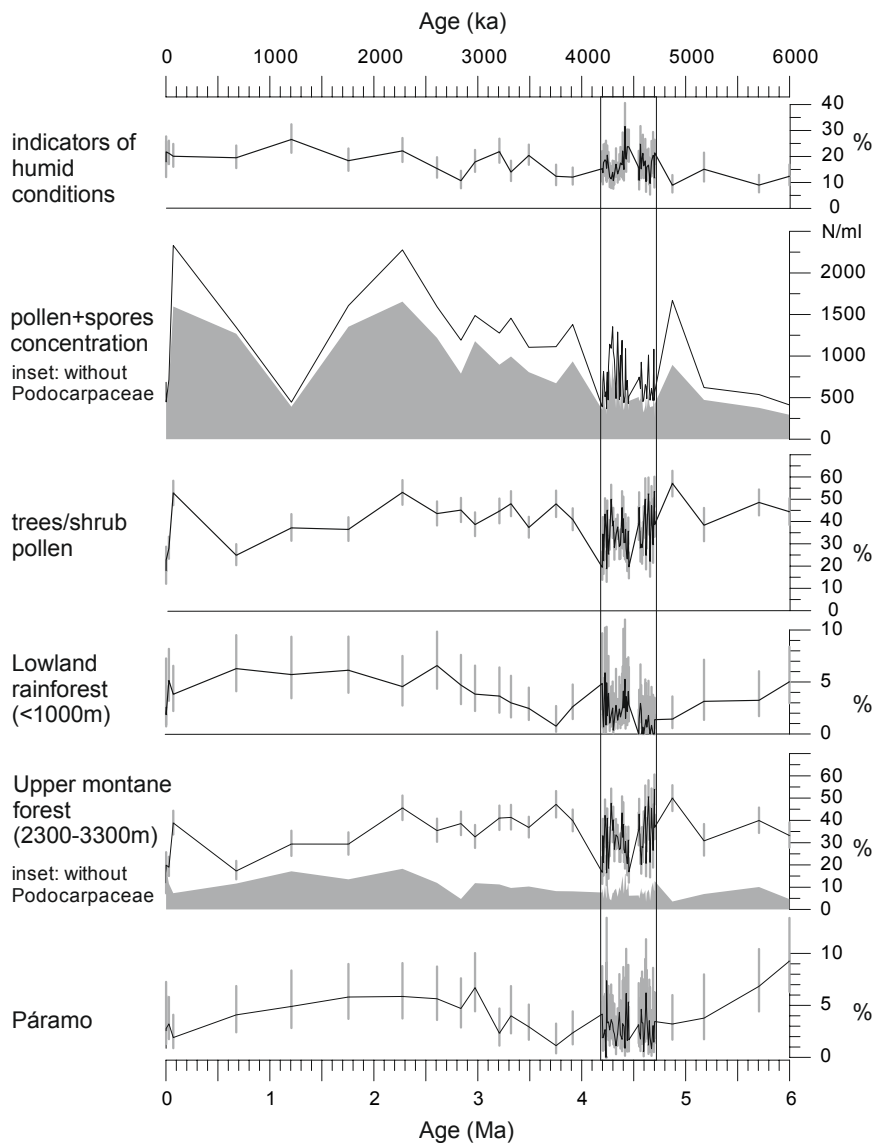 Age (ka)
0 1000 2000 3000 4000 5000 6000
indicators of
humid
conditions
40
30
20
10
0
%
N/ml
pollen+spores
concentration
inset: without
Podocarpaceae
2000
1500
1000
500
0
trees/shrub
pollen
60
50
40
30
20
10
0
%
Lowland
rainforest
(<1000m)
10
5
0
%
Upper montane
forest
(2300-3300m)
inset: without
Podocarpaceae
60
50
40
30
20
10
0
%
Páramo
10
5
0
%
0 1 2 3 4 5 6
Age (Ma)